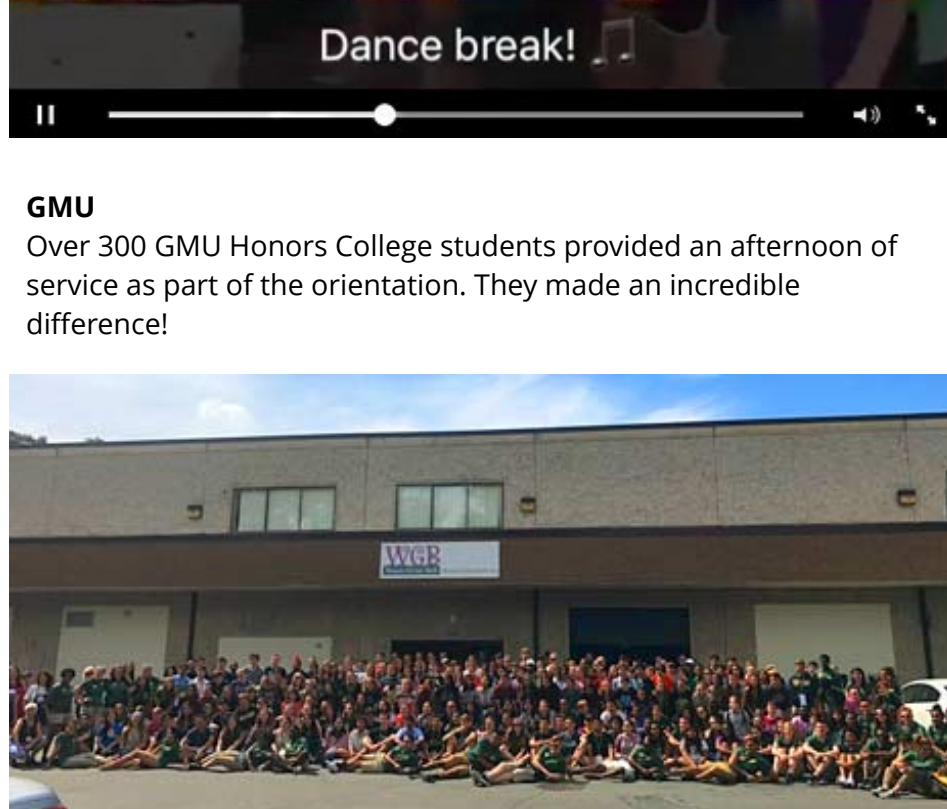 Dance break! 🎵
GMU
Over 300 GMU Honors College students provided an afternoon of
service as part of the orientation. They made an incredible
difference!
WGB